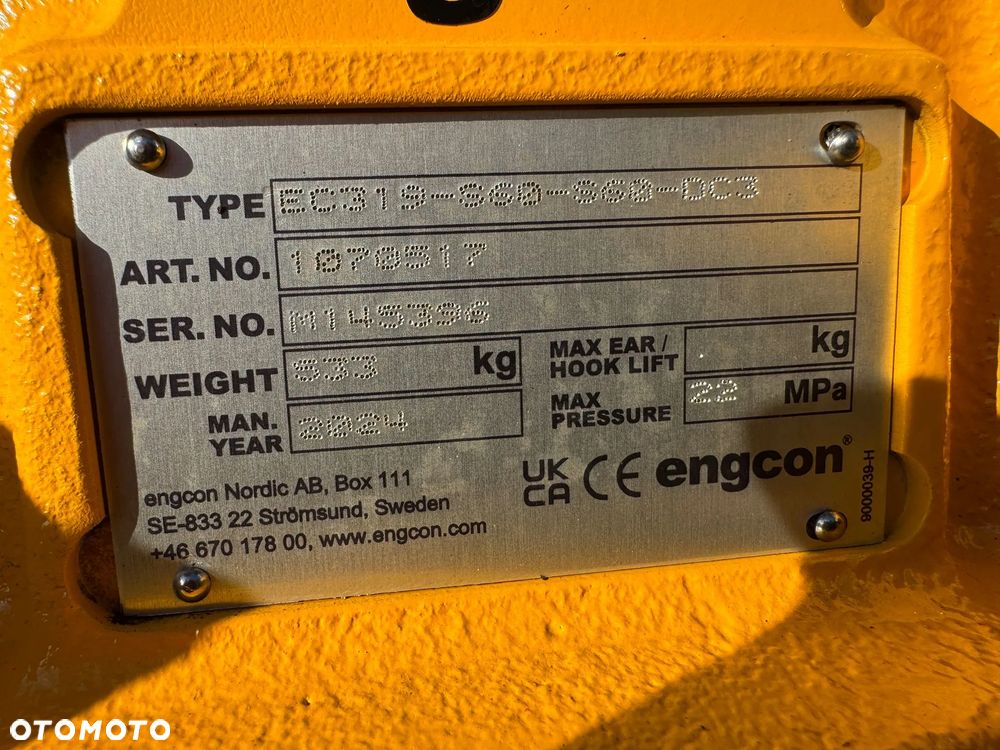 TYPE EC319-S60-S60-DC3
ART. NO. 1070517
SER. NO. M145396
WEIGHT 533 kg
MAX EAR / HOOK LIFT kg
MAN. YEAR 2024
MAX PRESSURE 22 MPa
engcon Nordic AB, Box 111
SE-833 22 Strömsund, Sweden
+46 670 178 00, www.engcon.com
UK CA CE engcon®
9000039-H
OTOMOTO